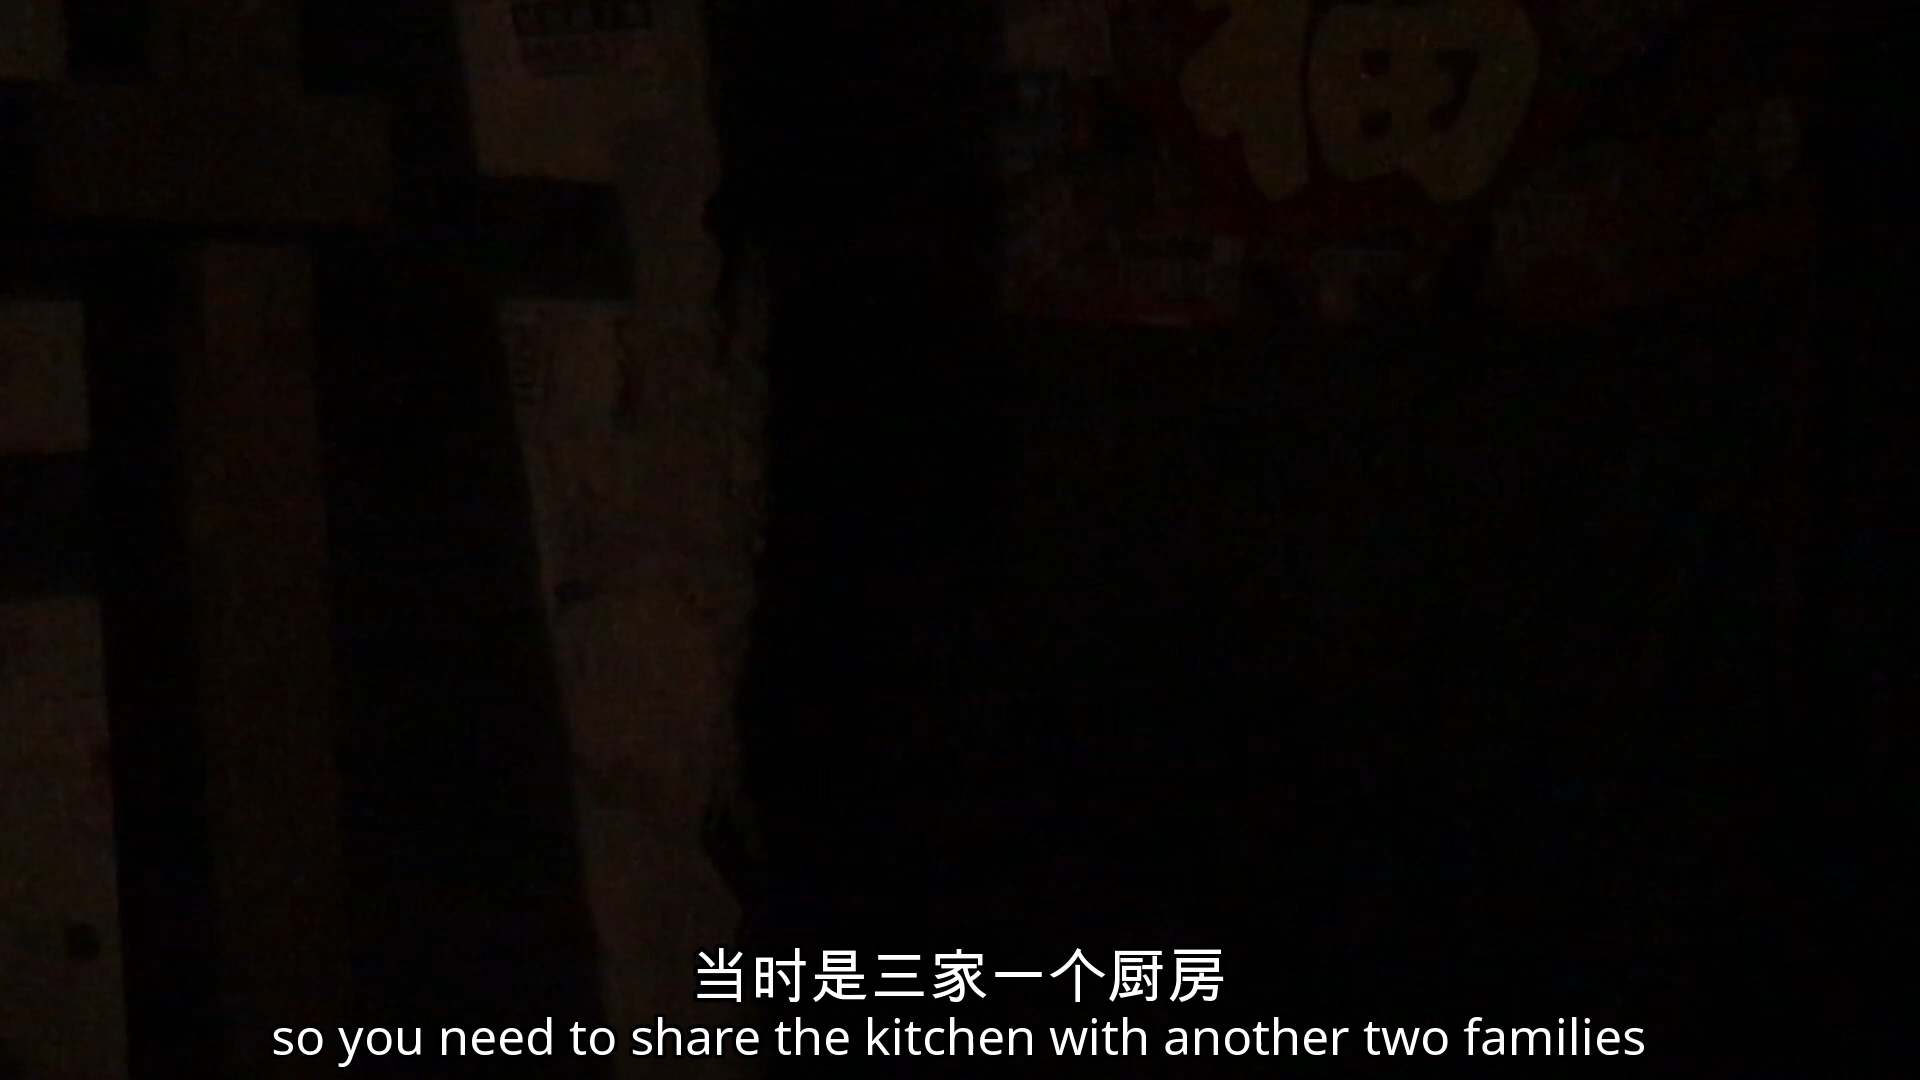 当时是三家一个厨房
so you need to share the kitchen with another two families